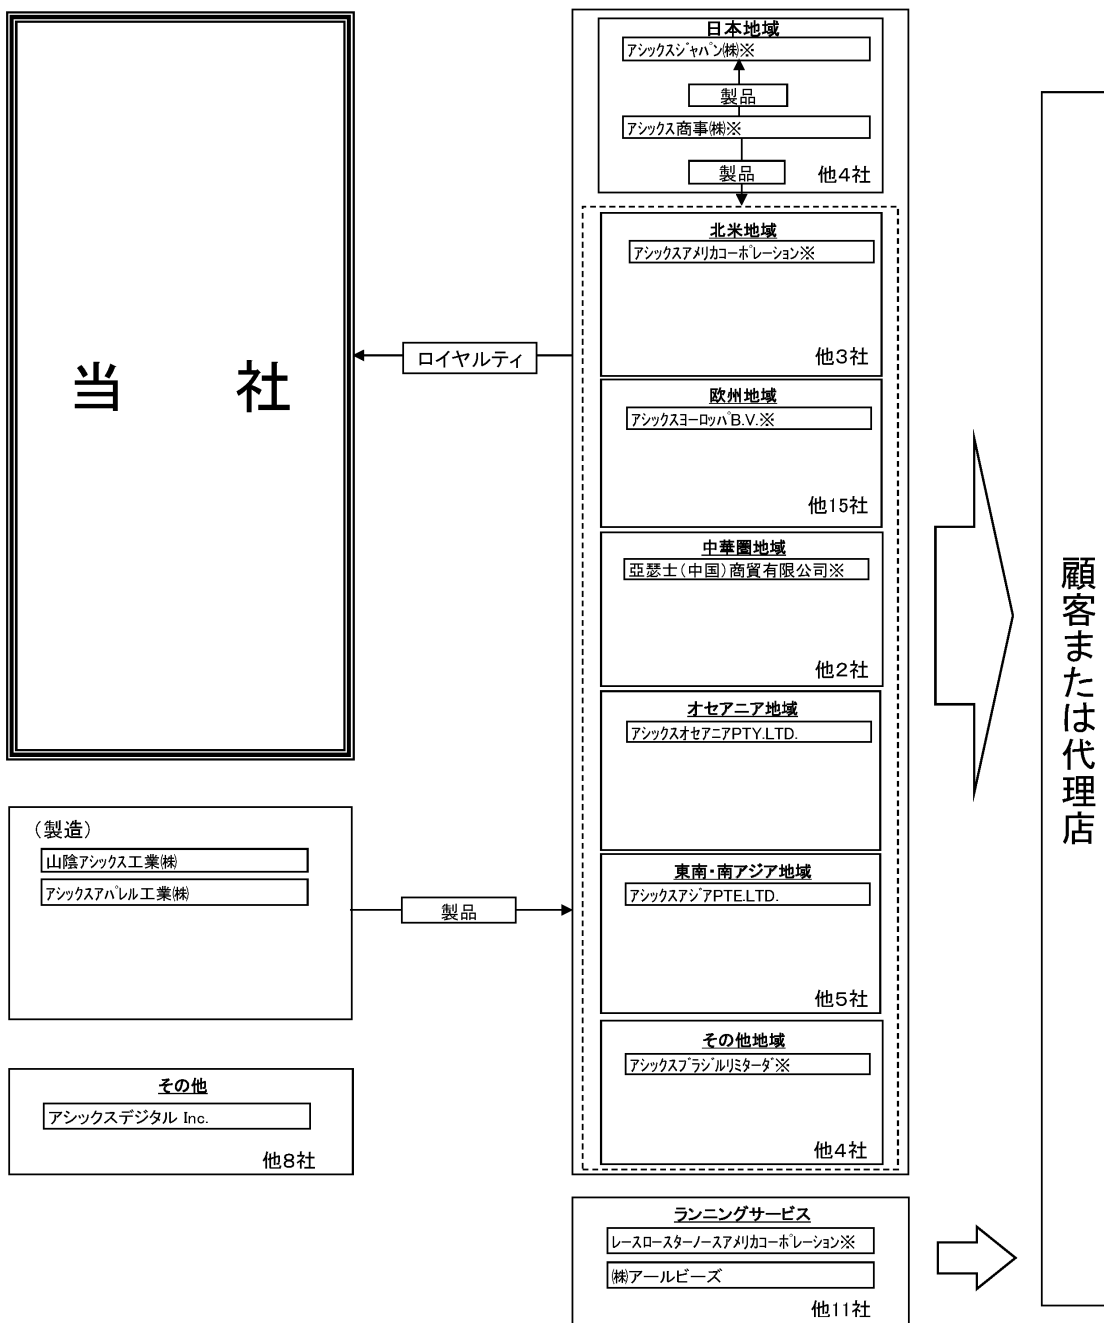 当　社
ロイヤルティ
（製造）
山陰アシックス工業㈱
アシックスアパレル工業㈱
製品
その他
アシックスデジタル Inc.
他8社
日本地域
アシックスジャパン㈱※
製品
アシックス商事㈱※
製品
他4社
北米地域
アシックスアメリカコーポレーション※
他3社
欧州地域
アシックスヨーロッパB.V.※
他15社
中華圏地域
亞瑟士（中国）商貿有限公司※
他2社
オセアニア地域
アシックスオセアニアPTY.LTD.
東南・南アジア地域
アシックスアジアPTE.LTD.
他5社
その他地域
アシックスブラジルリミターダ※
他4社
ランニングサービス
レースロースターノースアメリカコーポレーション※
㈱アールビーズ
他11社
顧客または代理店